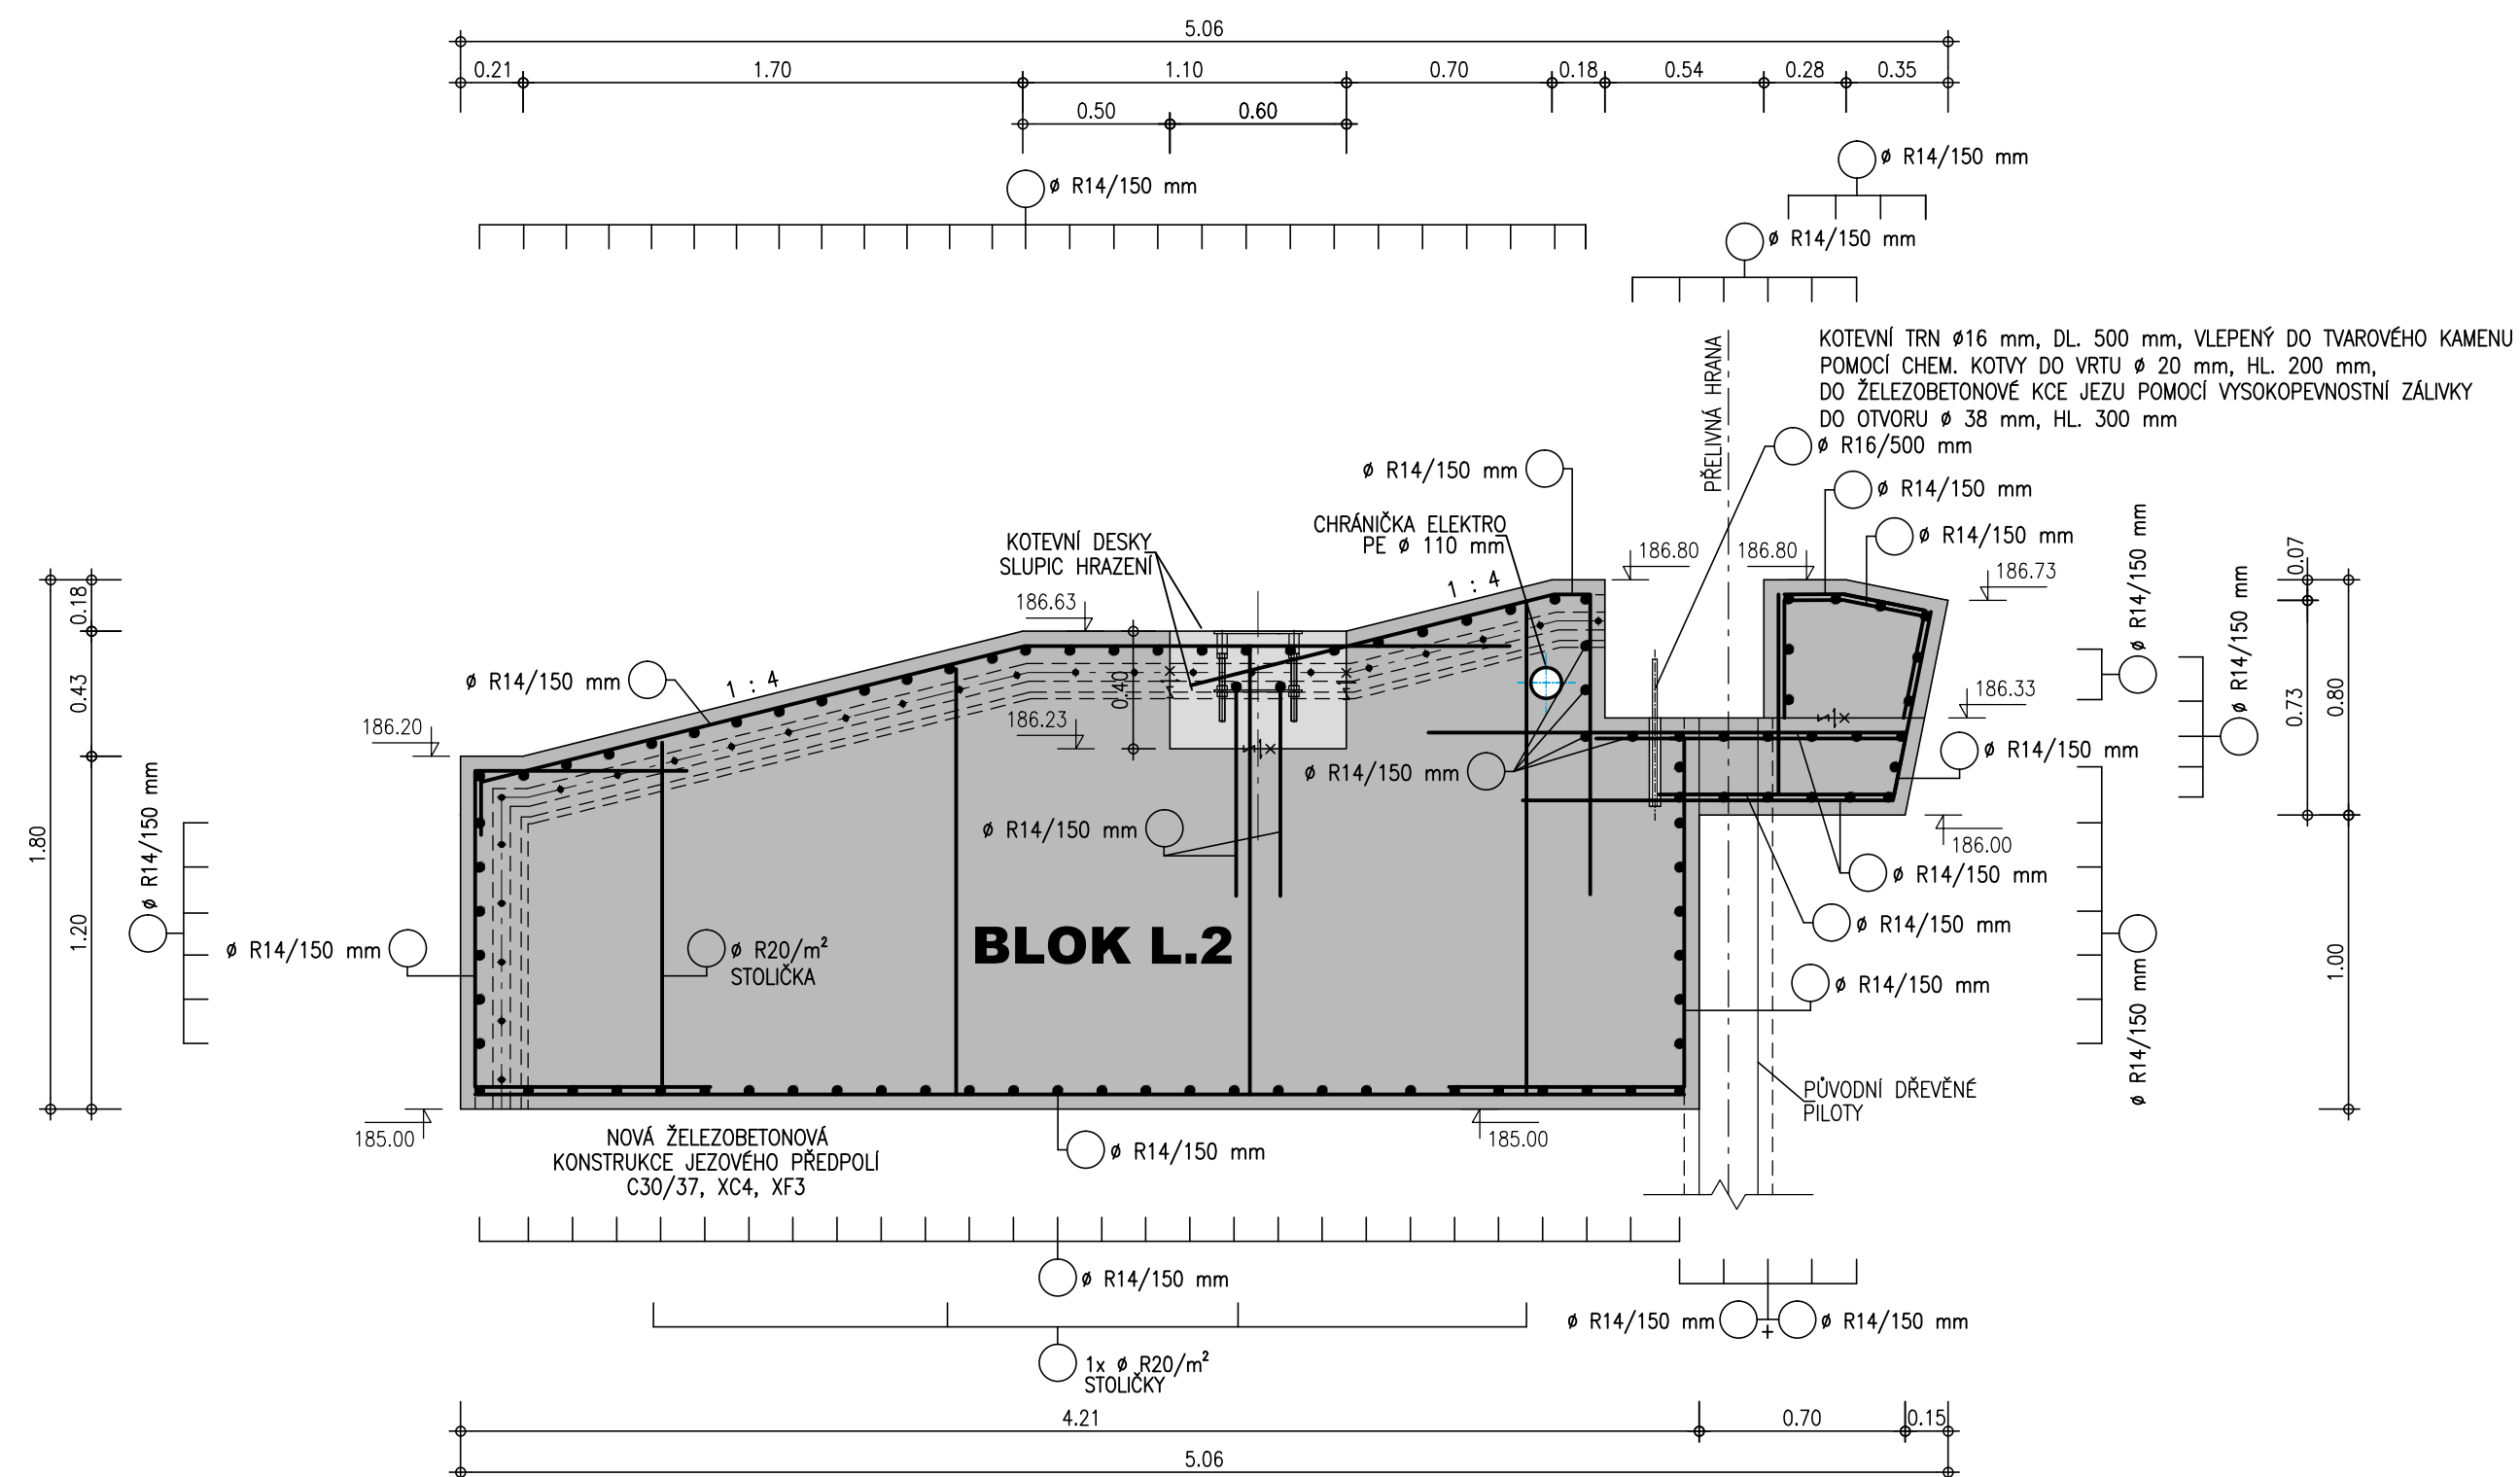 5.06
0.21 1.70 1.10 0.70 0.18 0.54 0.28 0.35
0.50 0.60
ø R14/150 mm
ø R14/150 mm
ø R14/150 mm
PŘELIVNÁ HRANA
KOTEVNÍ TRN ø16 mm, DL. 500 mm, VLEPENÝ DO TVAROVÉHO KAMENU
POMOCÍ CHEM. KOTVY DO VRTU ø 20 mm, HL. 200 mm,
DO ŽELEZOBETONOVÉ KCE JEZU POMOCÍ VYSOKOPEVNOSTNÍ ZÁLIVKY
DO OTVORU ø 38 mm, HL. 300 mm
ø R16/500 mm
ø R14/150 mm
ø R14/150 mm
ø R14/150 mm
CHRÁNIČKA ELEKTRO
PE ø 110 mm
KOTEVNÍ DESKY
SLUPIC HRAZENÍ
186.80
186.80
186.73
186.63
1 : 4
1 : 4
0.07
0.73
0.80
1.00
ø R14/150 mm
ø R14/150 mm
0.18
0.43
1.80
1.20
ø R14/150 mm
186.33
0.40
186.23
186.20
ø R14/150 mm
ø R14/150 mm
ø R14/150 mm
ø R14/150 mm
186.00
ø R14/150 mm
ø R14/150 mm
BLOK L.2
ø R14/150 mm
ø R20/m²
STOLIČKA
ø R14/150 mm
ø R14/150 mm
PŮVODNÍ DŘEVĚNÉ
PILOTY
185.00
185.00
NOVÁ ŽELEZOBETONOVÁ
KONSTRUKCE JEZOVÉHO PŘEDPOLÍ
C30/37, XC4, XF3
ø R14/150 mm
ø R14/150 mm
ø R14/150 mm + ø R14/150 mm
1x ø R20/m²
STOLIČKY
4.21 0.70 0.15
5.06